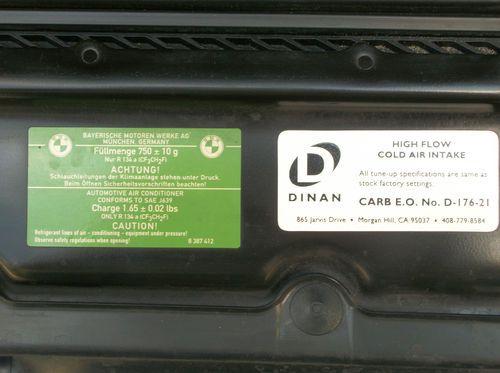 BAYERISCHE MOTOREN WERKE AG
MÜNCHEN, GERMANY
Füllmenge 750 ± 10 g
Nur R 134 a (CF₃CH₂F)
ACHTUNG!
Schlauchleitungen der Klimaanlage stehen unter Druck.
Beim Öffnen Sicherheitsvorschriften beachten!
AUTOMOTIVE AIR CONDITIONER
CONFORMS TO SAE J639
Charge 1.65 ± 0.02 lbs
ONLY R 134 a (CF₃CH₂F)
CAUTION!
Refrigerant lines of air – conditioning – equipment under pressure!
Observe safety regulations when opening!
8 387 412
DINAN
HIGH FLOW
COLD AIR INTAKE
All tune-up specifications are same as
stock factory settings.
CARB E.O. No. D-176-21
865 Jarvis Drive • Morgan Hill, CA 95037 • 408-779-8584